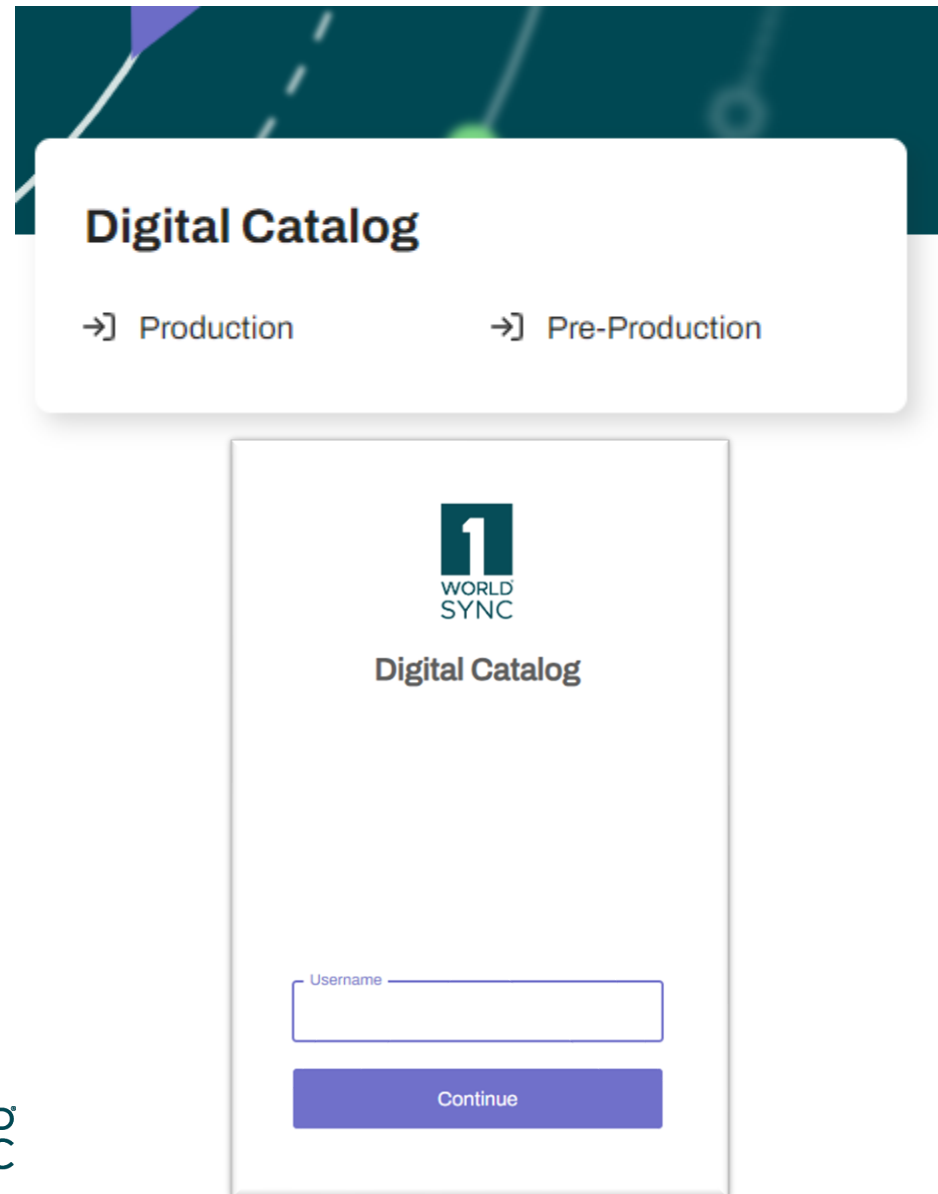 Digital Catalog
Production
Pre-Production
1
WORLD
SYNC
Digital Catalog
Username
Continue